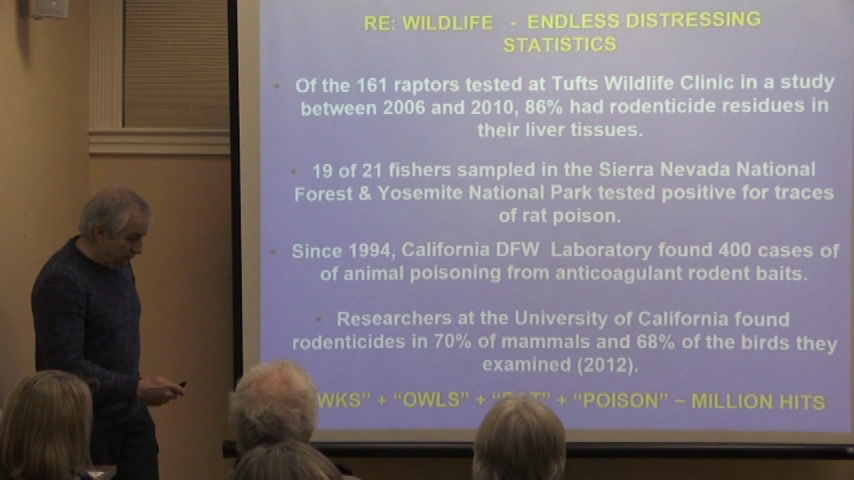 RE: WILDLIFE - ENDLESS DISTRESSING
STATISTICS
• Of the 161 raptors tested at Tufts Wildlife Clinic in a study
between 2006 and 2010, 86% had rodenticide residues in
their liver tissues.
• 19 of 21 fishers sampled in the Sierra Nevada National
Forest & Yosemite National Park tested positive for traces
of rat poison.
• Since 1994, California DFW Laboratory found 400 cases of
of animal poisoning from anticoagulant rodent baits.
• Researchers at the University of California found
rodenticides in 70% of mammals and 68% of the birds they
examined (2012).
+ “OWLS” + + “POISON” ~ MILLION HITS